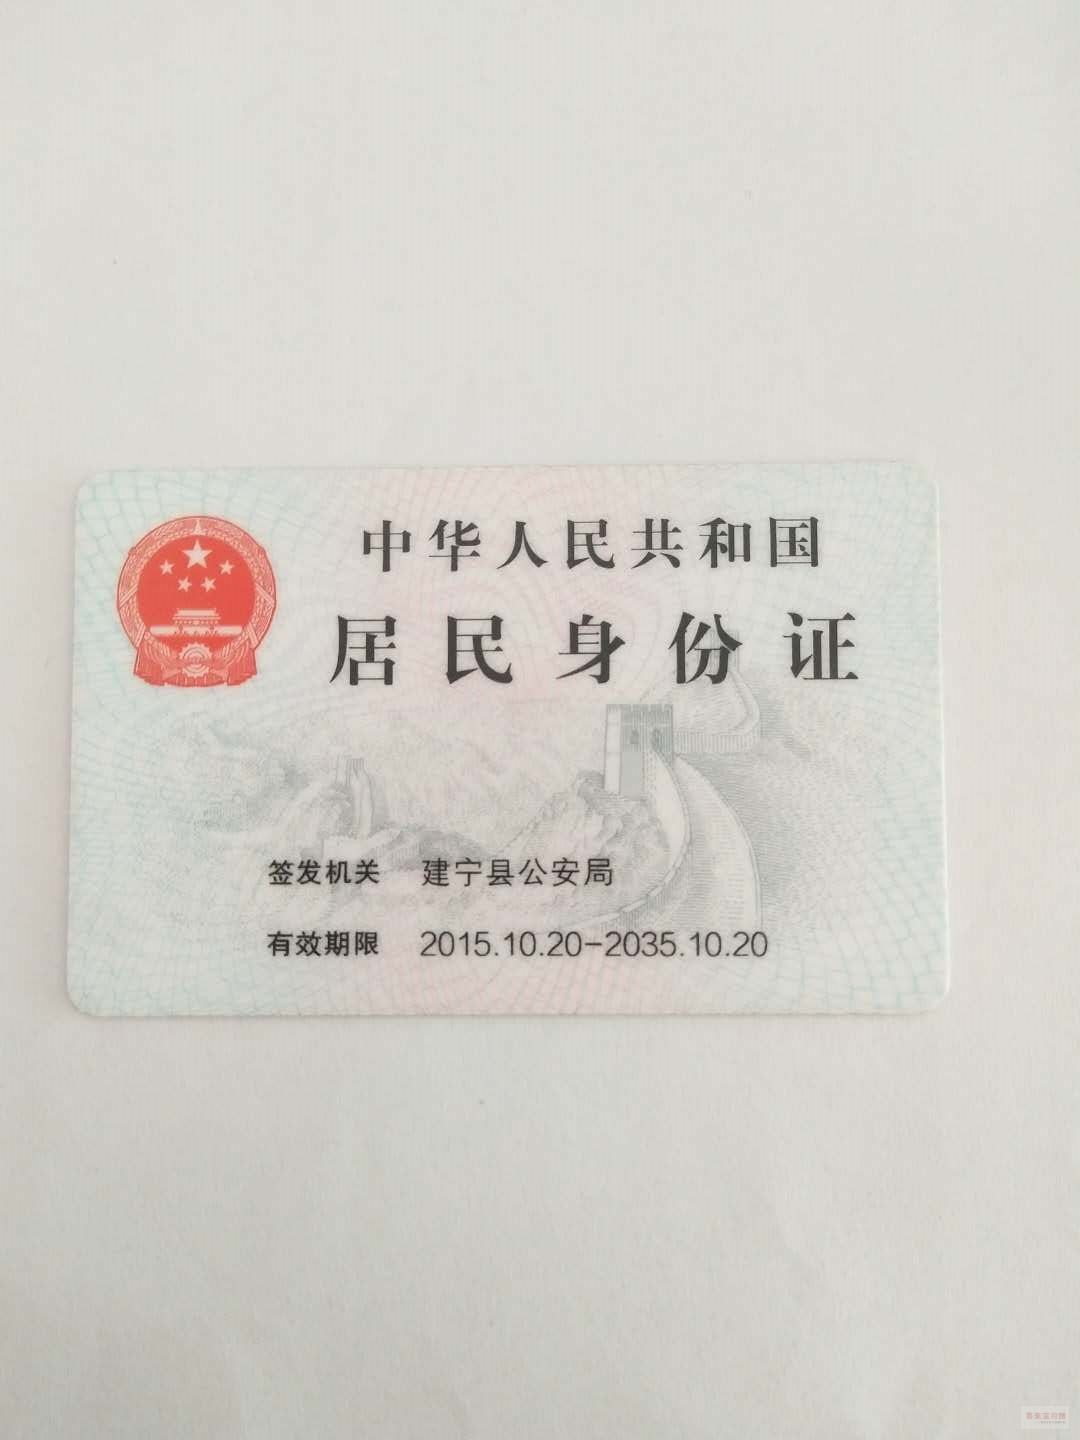 中华人民共和国
居民身份证
签发机关 建宁县公安局
有效期限 2015.10.20-2035.10.20